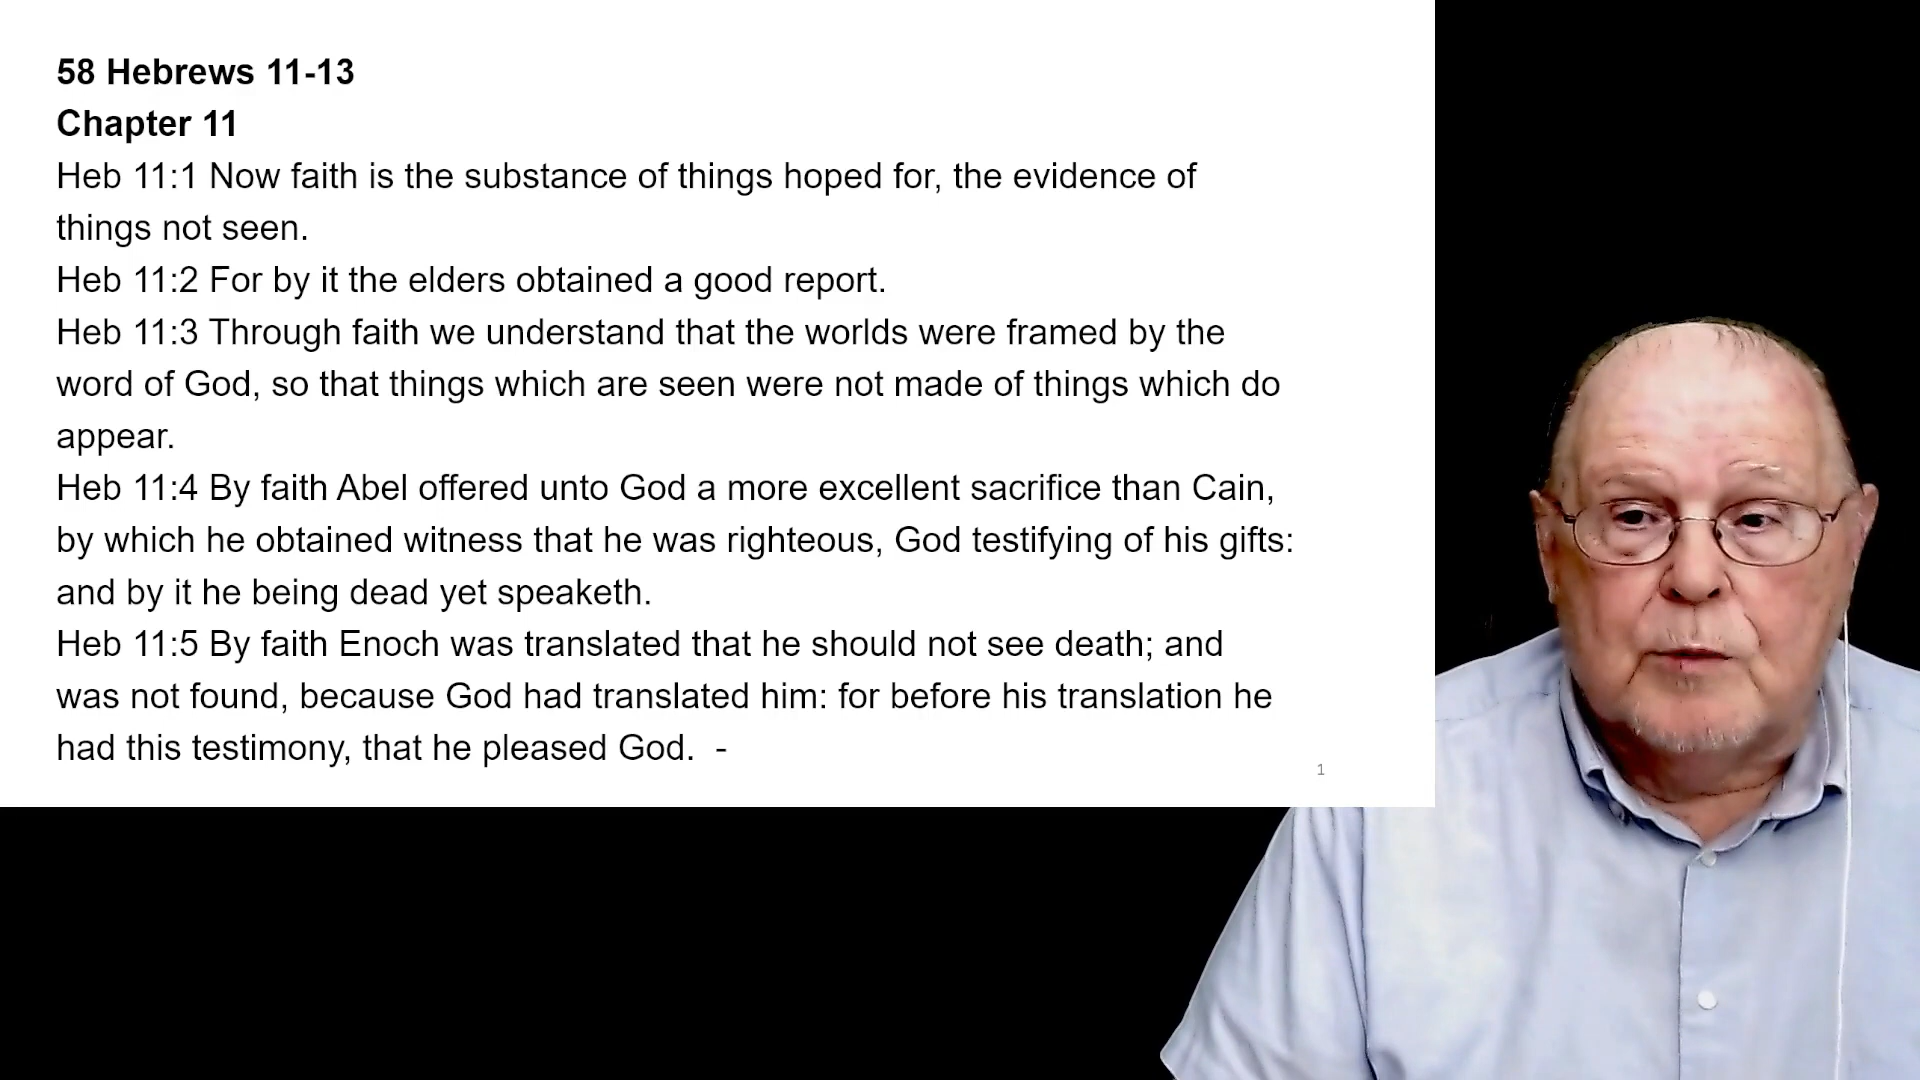 58 Hebrews 11-13
Chapter 11
Heb 11:1 Now faith is the substance of things hoped for, the evidence of
things not seen.
Heb 11:2 For by it the elders obtained a good report.
Heb 11:3 Through faith we understand that the worlds were framed by the
word of God, so that things which are seen were not made of things which do
appear.
Heb 11:4 By faith Abel offered unto God a more excellent sacrifice than Cain,
by which he obtained witness that he was righteous, God testifying of his gifts:
and by it he being dead yet speaketh.
Heb 11:5 By faith Enoch was translated that he should not see death; and
was not found, because God had translated him: for before his translation he
had this testimony, that he pleased God.  -
1